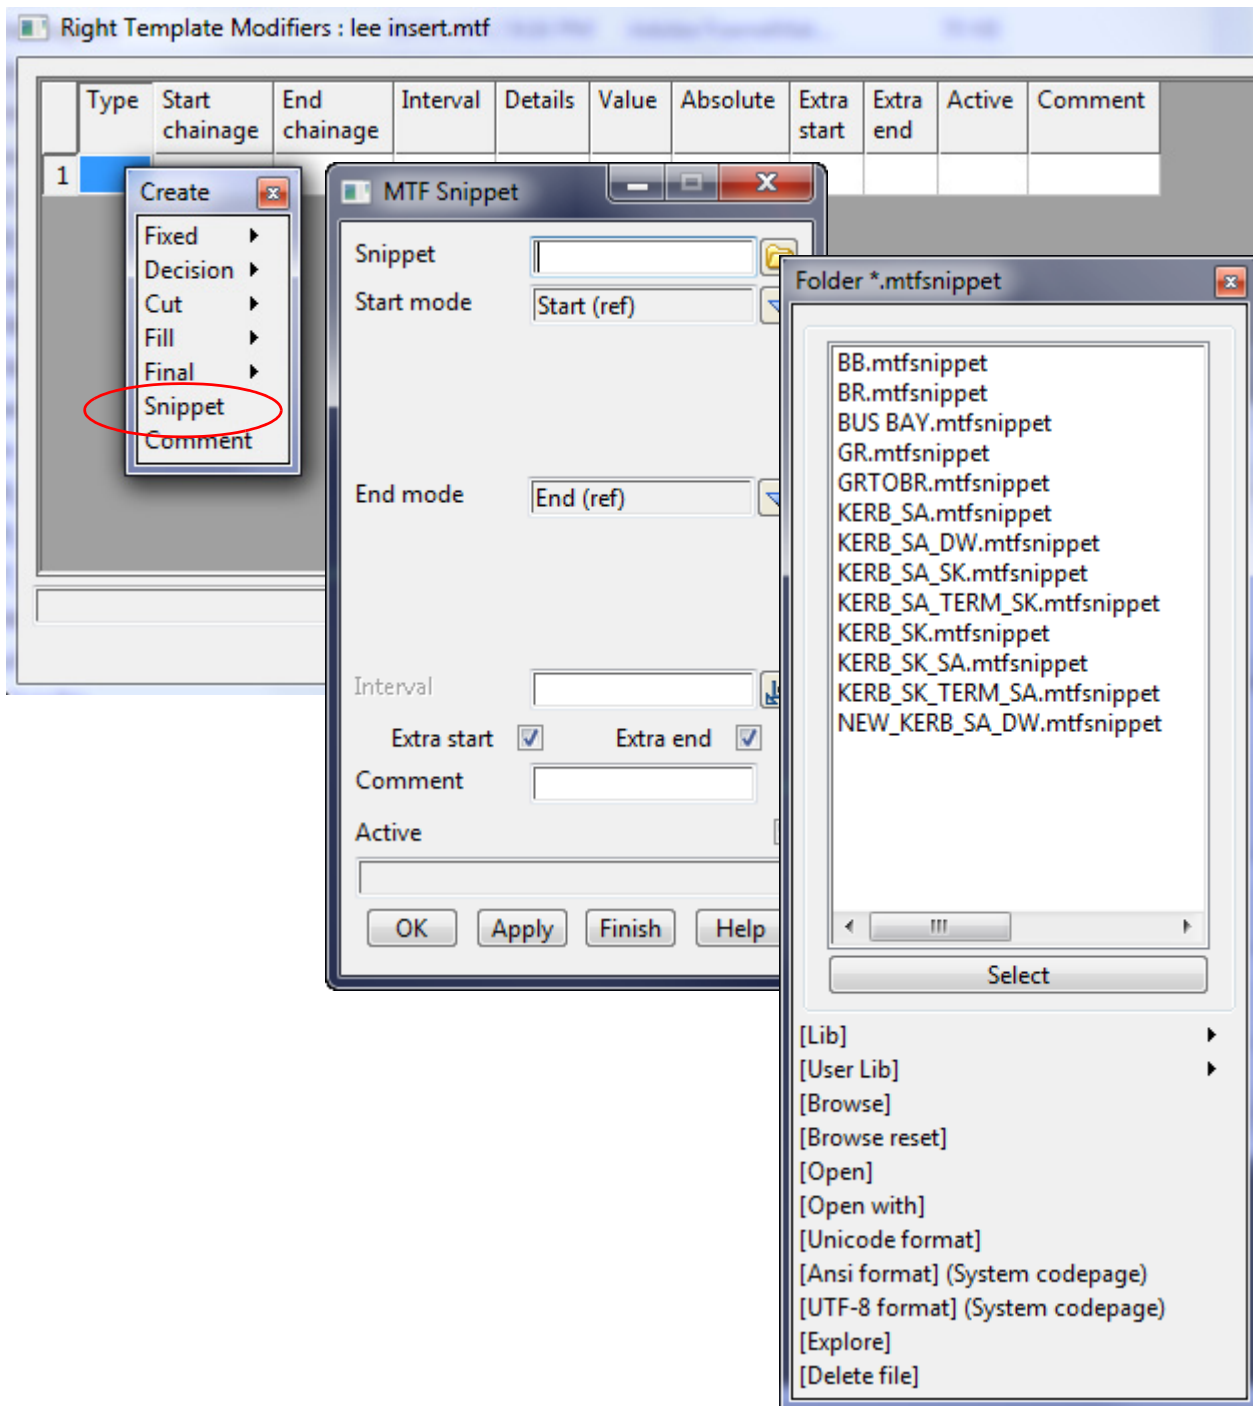 Right Template Modifiers : lee insert.mtf
Type Start chainage End chainage Interval Details Value Absolute Extra start Extra end Active Comment
1
Create
Fixed
Decision
Cut
Fill
Final
Snippet
Comment
MTF Snippet
Snippet
Start mode Start (ref)
End mode End (ref)
Interval
Extra start Extra end
Comment
Active
OK Apply Finish Help
Folder *.mtfsnippet
BB.mtfsnippet
BR.mtfsnippet
BUS BAY.mtfsnippet
GR.mtfsnippet
GRTOBR.mtfsnippet
KERB_SA.mtfsnippet
KERB_SA_DW.mtfsnippet
KERB_SA_SK.mtfsnippet
KERB_SA_TERM_SK.mtfsnippet
KERB_SK.mtfsnippet
KERB_SK_SA.mtfsnippet
KERB_SK_TERM_SA.mtfsnippet
NEW_KERB_SA_DW.mtfsnippet
Select
[Lib]
[User Lib]
[Browse]
[Browse reset]
[Open]
[Open with]
[Unicode format]
[Ansi format] (System codepage)
[UTF-8 format] (System codepage)
[Explore]
[Delete file]